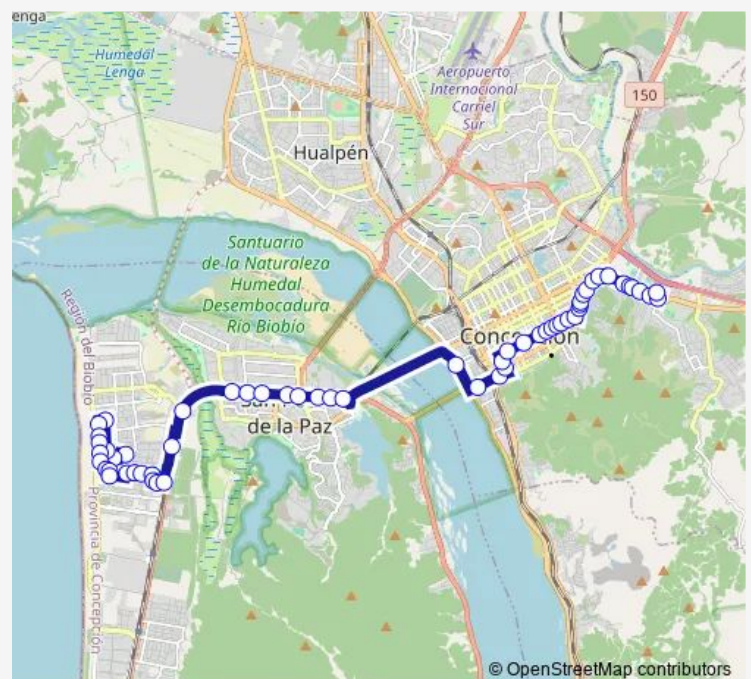 enga
Humedal
Lenga
Aeropuerto
Internacional
Carriel
Sur
150
Hualpén
Santuario
de la Naturaleza
Humedal
Desembocadura
Río Biobío
Región del Biobío
Concepción
de la Paz
Provincia de Concepción
© OpenStreetMap contributors